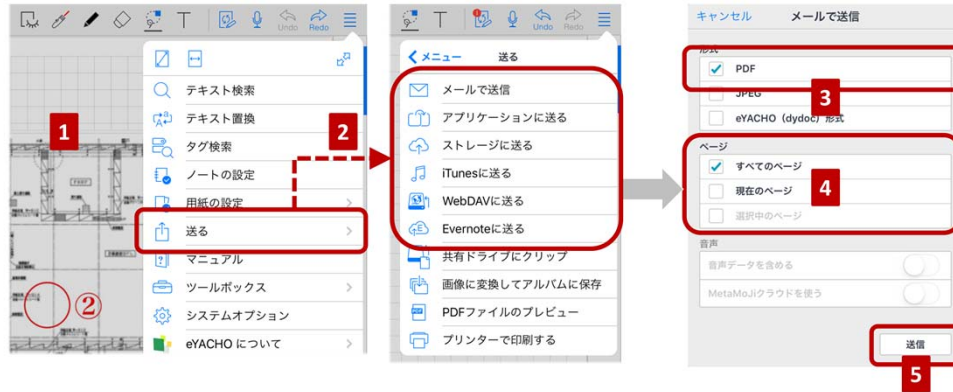 Undo
Redo
テキスト検索
テキスト置換
タグ検索
ノートの設定
用紙の設定
送る
マニュアル
ツールボックス
システムオプション
eYACHO について
1
2
②
Undo
Redo
メニュー
送る
メールで送信
アプリケーションに送る
ストレージに送る
iTunesに送る
WebDAVに送る
Evernoteに送る
共有ドライブにクリップ
画像に変換してアルバムに保存
PDFファイルのプレビュー
プリンターで印刷する
キャンセル
メールで送信
形式
PDF
JPEG
eYACHO（dydoc）形式
3
ページ
すべてのページ
現在のページ
選択中のページ
4
音声
音声データを含める
MetaMoJiクラウドを使う
送信
5